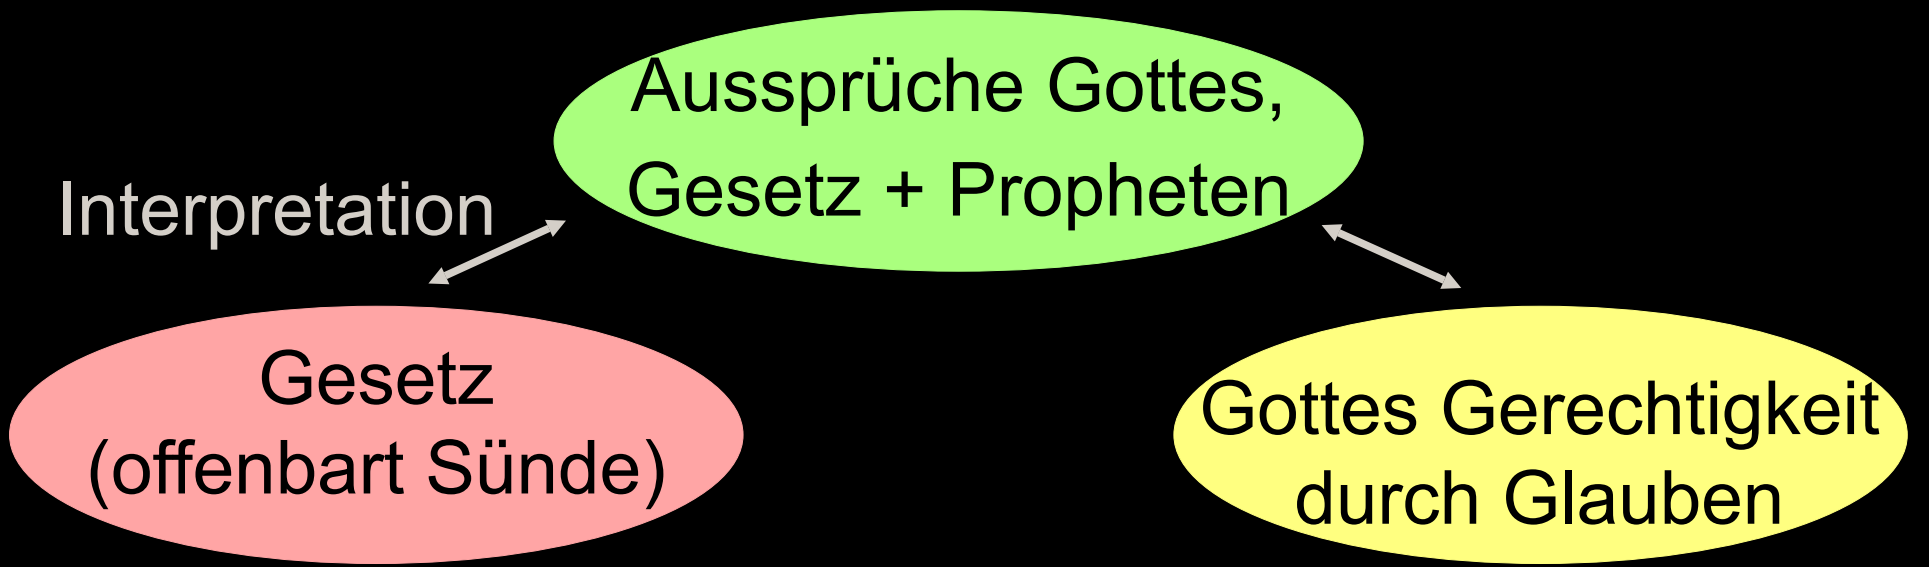 Aussprüche Gottes,
Gesetz + Propheten
Interpretation
Gesetz
(offenbart Sünde)
Gottes Gerechtigkeit
durch Glauben